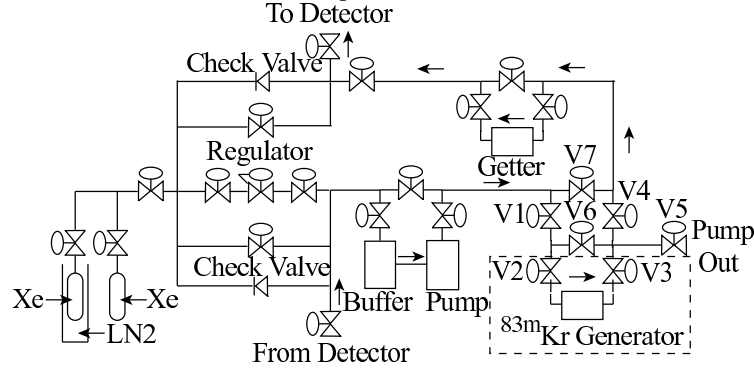 To Detector
Check Valve
Regulator
Getter
V7
V1
V6
V4
V5
Pump
Out
V2
V3
Check Valve
Buffer
Pump
Xe
Xe
LN2
83mKr Generator
From Detector